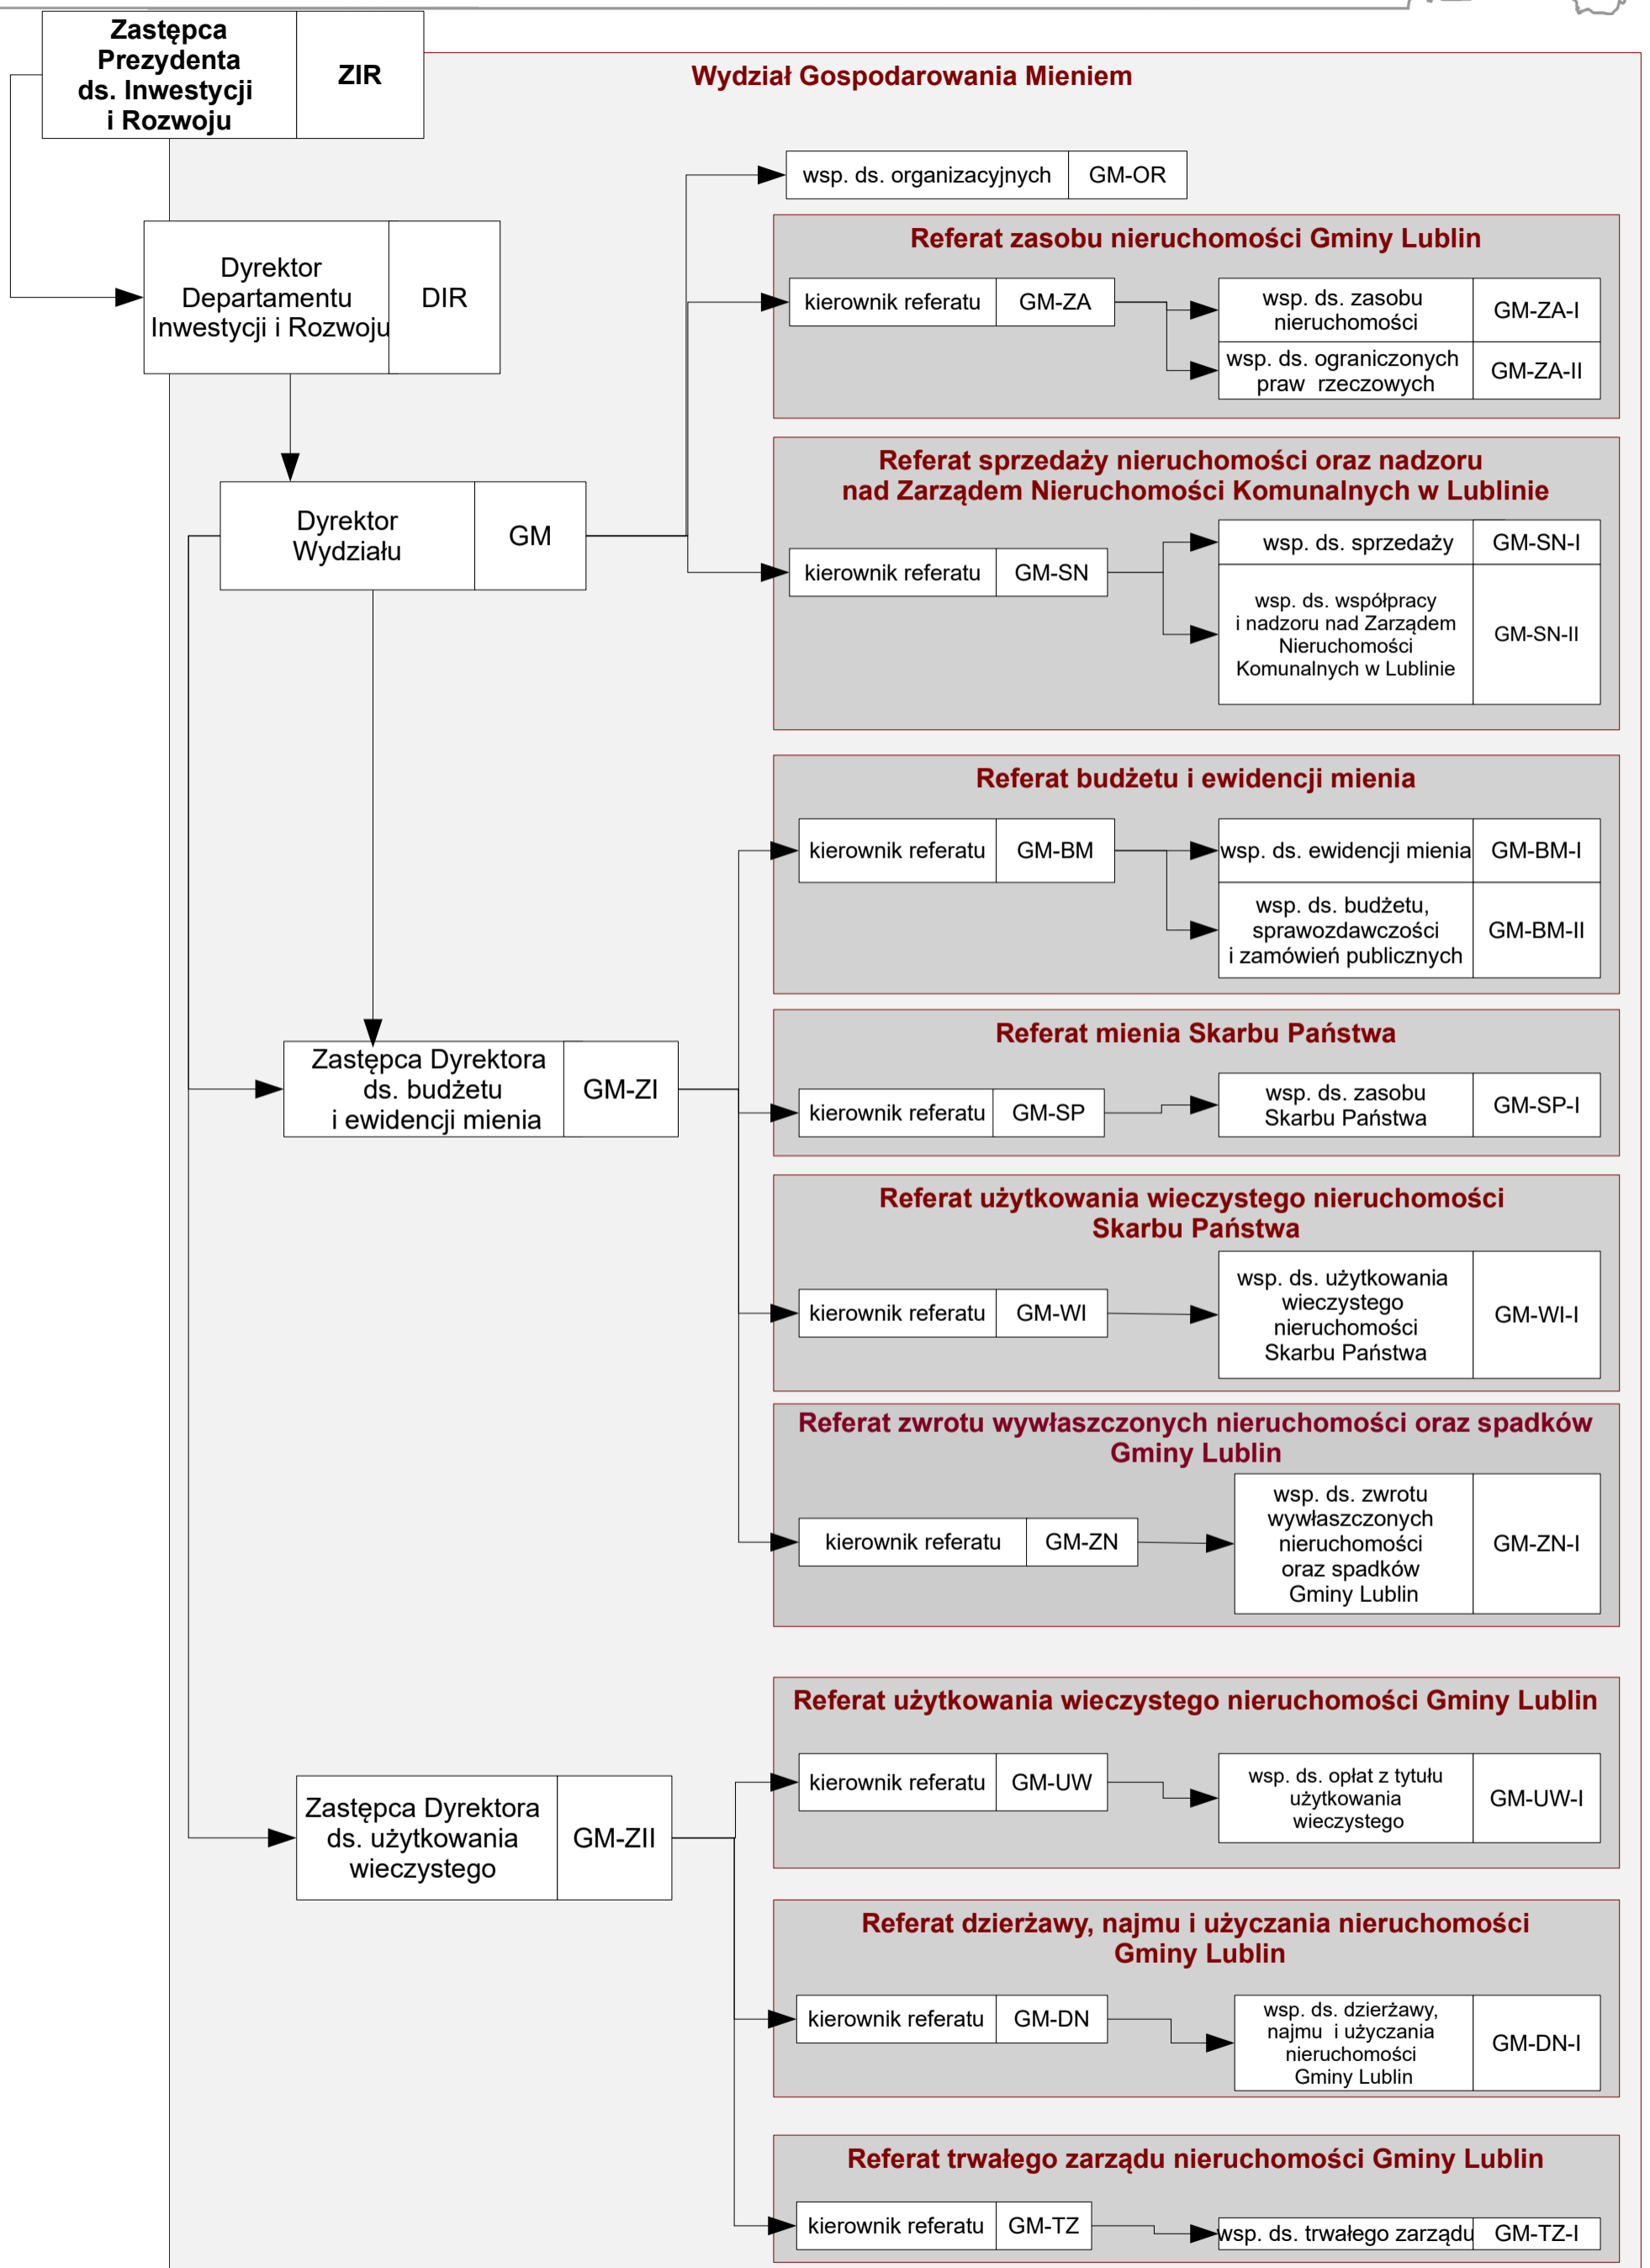 Zastępca
Prezydenta
ds. Inwestycji
i Rozwoju
ZIR
Wydział Gospodarowania Mieniem
wsp. ds. organizacyjnych
GM-OR
Dyrektor
Departamentu
Inwestycji i Rozwoju
DIR
Referat zasobu nieruchomości Gminy Lublin
kierownik referatu
GM-ZA
wsp. ds. zasobu
nieruchomości
GM-ZA-I
wsp. ds. ograniczonych
praw rzeczowych
GM-ZA-II
Dyrektor
Wydziału
GM
Referat sprzedaży nieruchomości oraz nadzoru
nad Zarządem Nieruchomości Komunalnych w Lublinie
kierownik referatu
GM-SN
wsp. ds. sprzedaży
GM-SN-I
wsp. ds. współpracy
i nadzoru nad Zarządem
Nieruchomości
Komunalnych w Lublinie
GM-SN-II
Referat budżetu i ewidencji mienia
kierownik referatu
GM-BM
wsp. ds. ewidencji mienia
GM-BM-I
wsp. ds. budżetu,
sprawozdawczości
i zamówień publicznych
GM-BM-II
Zastępca Dyrektora
ds. budżetu
i ewidencji mienia
GM-ZI
Referat mienia Skarbu Państwa
kierownik referatu
GM-SP
wsp. ds. zasobu
Skarbu Państwa
GM-SP-I
Referat użytkowania wieczystego nieruchomości
Skarbu Państwa
kierownik referatu
GM-WI
wsp. ds. użytkowania
wieczystego
nieruchomości
Skarbu Państwa
GM-WI-I
Referat zwrotu wywłaszczonych nieruchomości oraz spadków
Gminy Lublin
kierownik referatu
GM-ZN
wsp. ds. zwrotu
wywłaszczonych
nieruchomości
oraz spadków
Gminy Lublin
GM-ZN-I
Zastępca Dyrektora
ds. użytkowania
wieczystego
GM-ZII
Referat użytkowania wieczystego nieruchomości Gminy Lublin
kierownik referatu
GM-UW
wsp. ds. opłat z tytułu
użytkowania
wieczystego
GM-UW-I
Referat dzierżawy, najmu i użyczania nieruchomości
Gminy Lublin
kierownik referatu
GM-DN
wsp. ds. dzierżawy,
najmu i użyczania
nieruchomości
Gminy Lublin
GM-DN-I
Referat trwałego zarządu nieruchomości Gminy Lublin
kierownik referatu
GM-TZ
wsp. ds. trwałego zarządu
GM-TZ-I